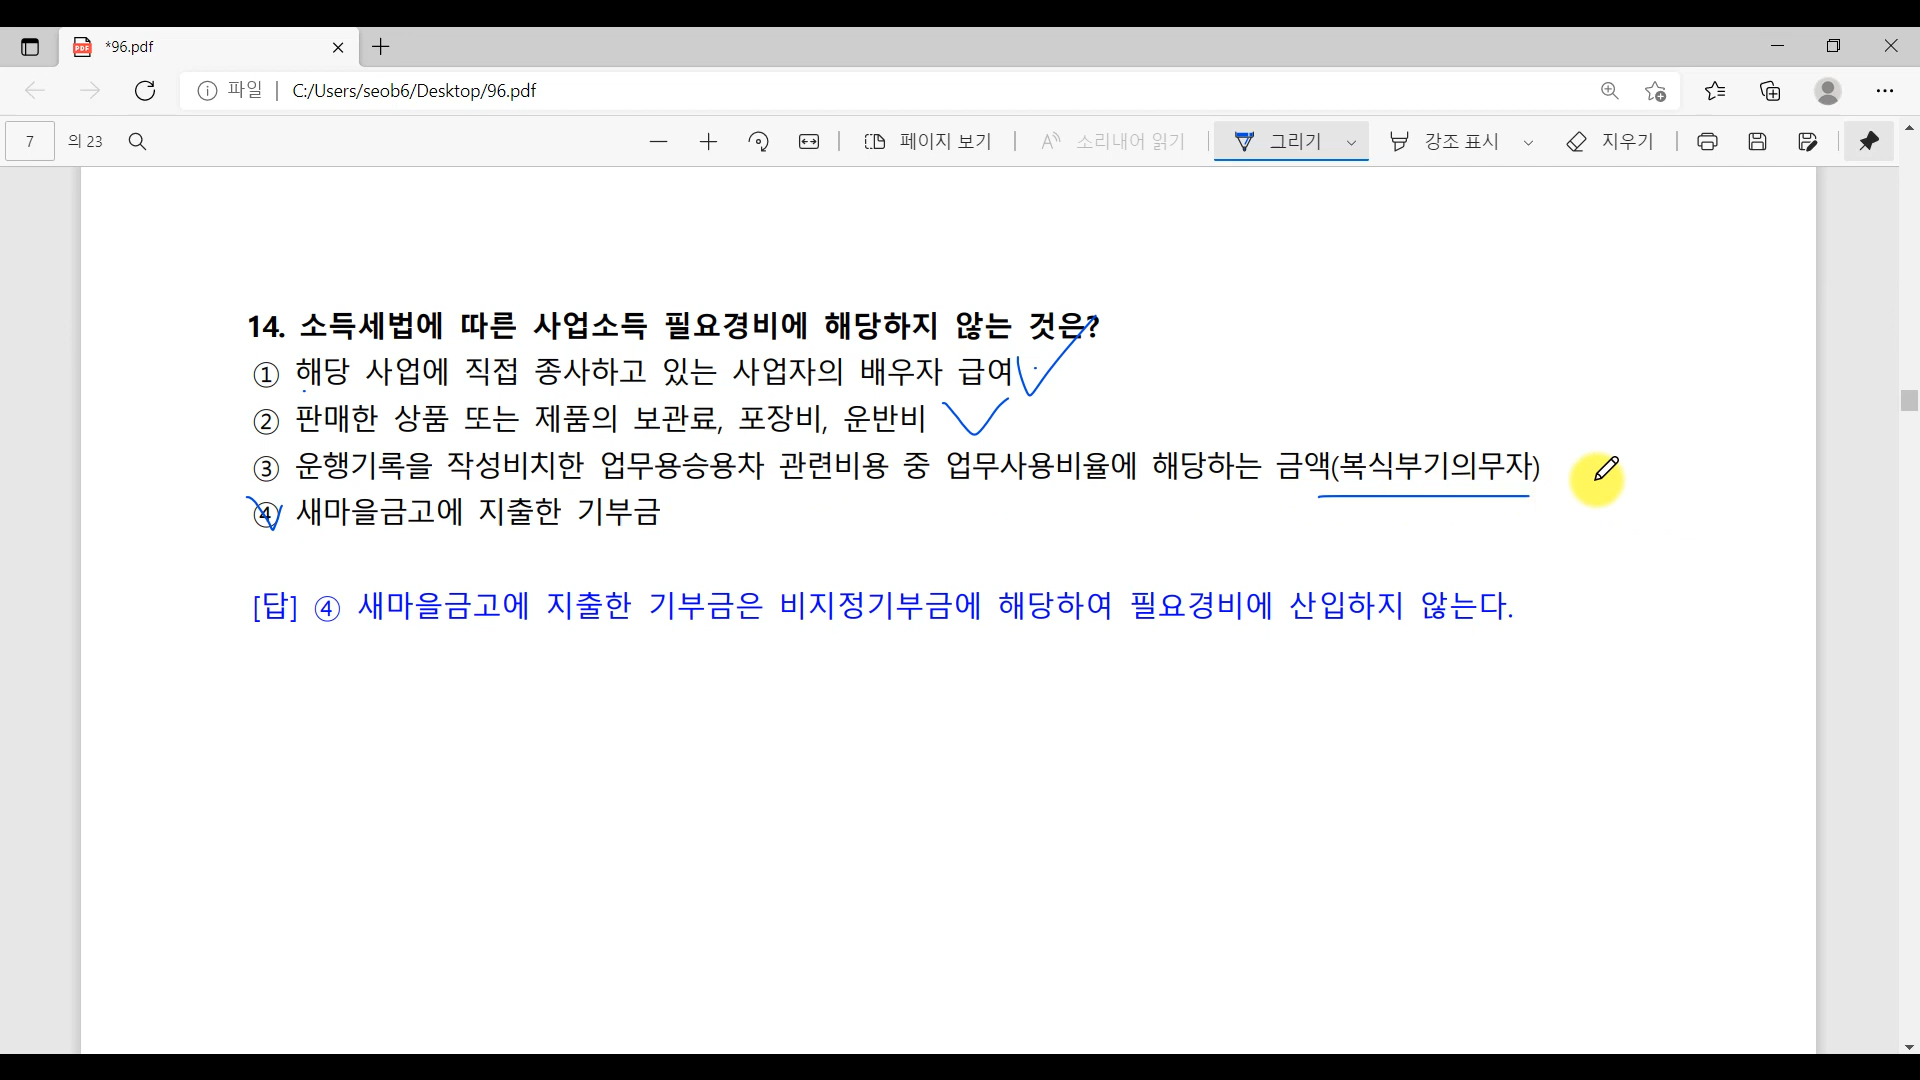 *96.pdf
파일 | C:/Users/seob6/Desktop/96.pdf
7 의 23 페이지 보기 소리내어 읽기 그리기 강조 표시 지우기
14. 소득세법에 따른 사업소득 필요경비에 해당하지 않는 것은?
① 해당 사업에 직접 종사하고 있는 사업자의 배우자 급여
② 판매한 상품 또는 제품의 보관료, 포장비, 운반비
③ 운행기록을 작성비치한 업무용승용차 관련비용 중 업무사용비율에 해당하는 금액(복식부기의무자)
④ 새마을금고에 지출한 기부금
[답] ④ 새마을금고에 지출한 기부금은 비지정기부금에 해당하여 필요경비에 산입하지 않는다.